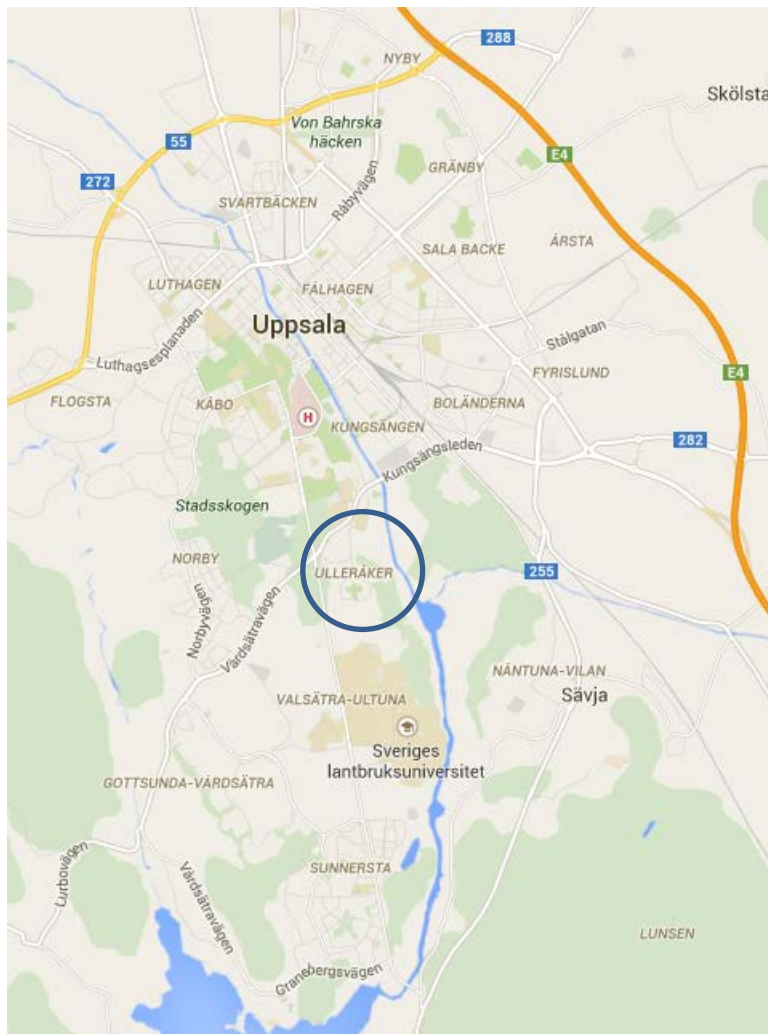 288
NYBY
Skölsta
Von Bahrska
häcken
55
E4
272
GRÄNBY
Råbyvägen
SVARTBÄCKEN
SALA BACKE
ÅRSTA
LUTHAGEN
FÅLHAGEN
Uppsala
Stålgatan
Luthagsesplanaden
FYRISLUND
E4
FLOGSTA
KÅBO
BOLÄNDERNA
H
KUNGSÄNGEN
282
Kungsängsleden
Stadsskogen
NORBY
ULLERÅKER
255
Norbyvägen
Vårdsätravägen
NÅNTUNA-VILAN
VALSÄTRA-ULTUNA
Sävja
Sveriges
lantbruksuniversitet
GOTTSUNDA-VÅRDSÄTRA
Lurbovägen
SUNNERSTA
Vårdsätravägen
LUNSEN
Granebergsvägen